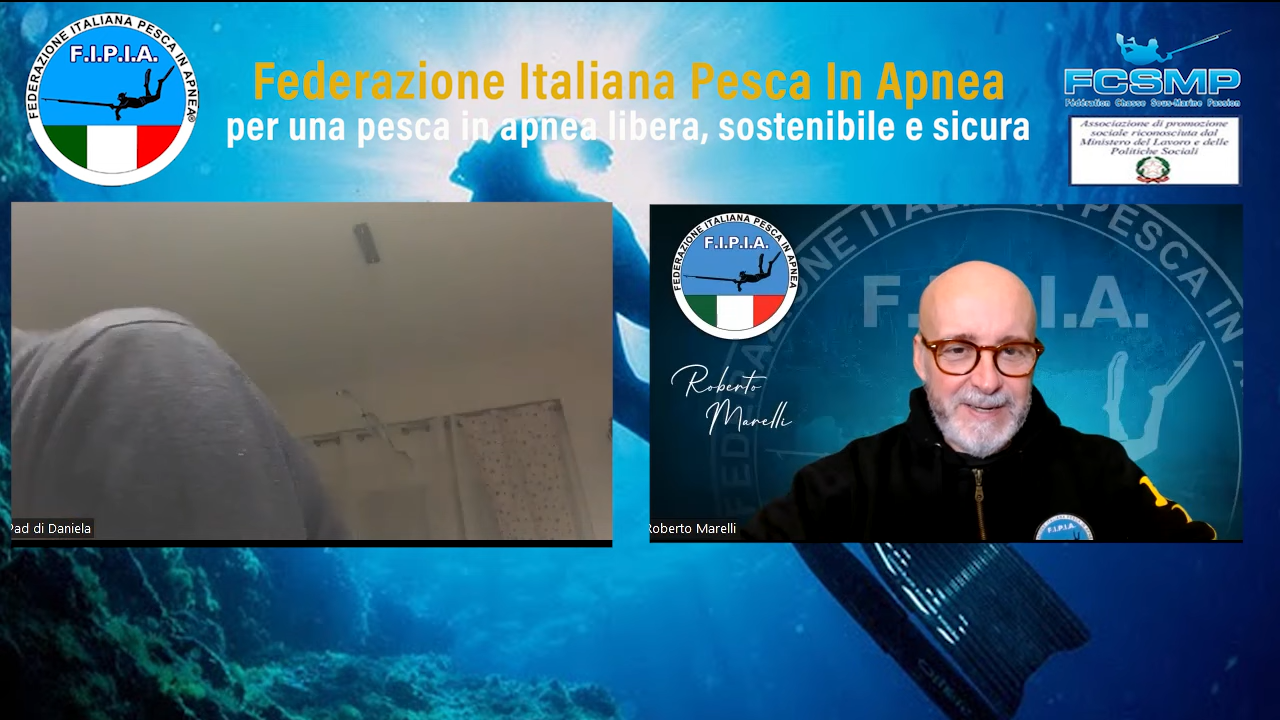 FEDERAZIONE ITALIANA PESCA IN APNEA®
F.I.P.I.A.
Federazione Italiana Pesca In Apnea
per una pesca in apnea libera, sostenibile e sicura
FCSMP
Fédération Chasse Sous-Marine Passion
Associazione di promozione
sociale riconosciuta dal
Ministero del Lavoro e delle
Politiche Sociali
Pad di Daniela
FEDERAZIONE ITALIANA PESCA IN APNEA
F.I.P.I.A.
Roberto
Marelli
F.I.P.I.A.
Roberto Marelli